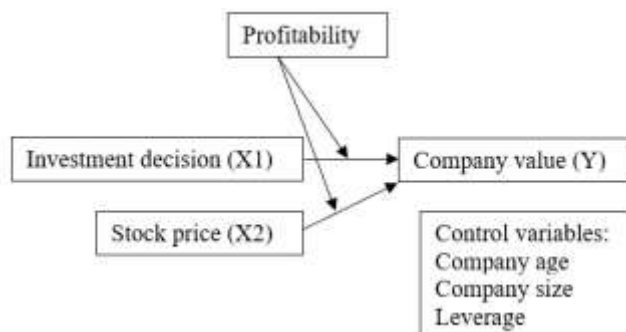 Profitability
Investment decision (X1)
Company value (Y)
Stock price (X2)
Control variables:
Company age
Company size
Leverage